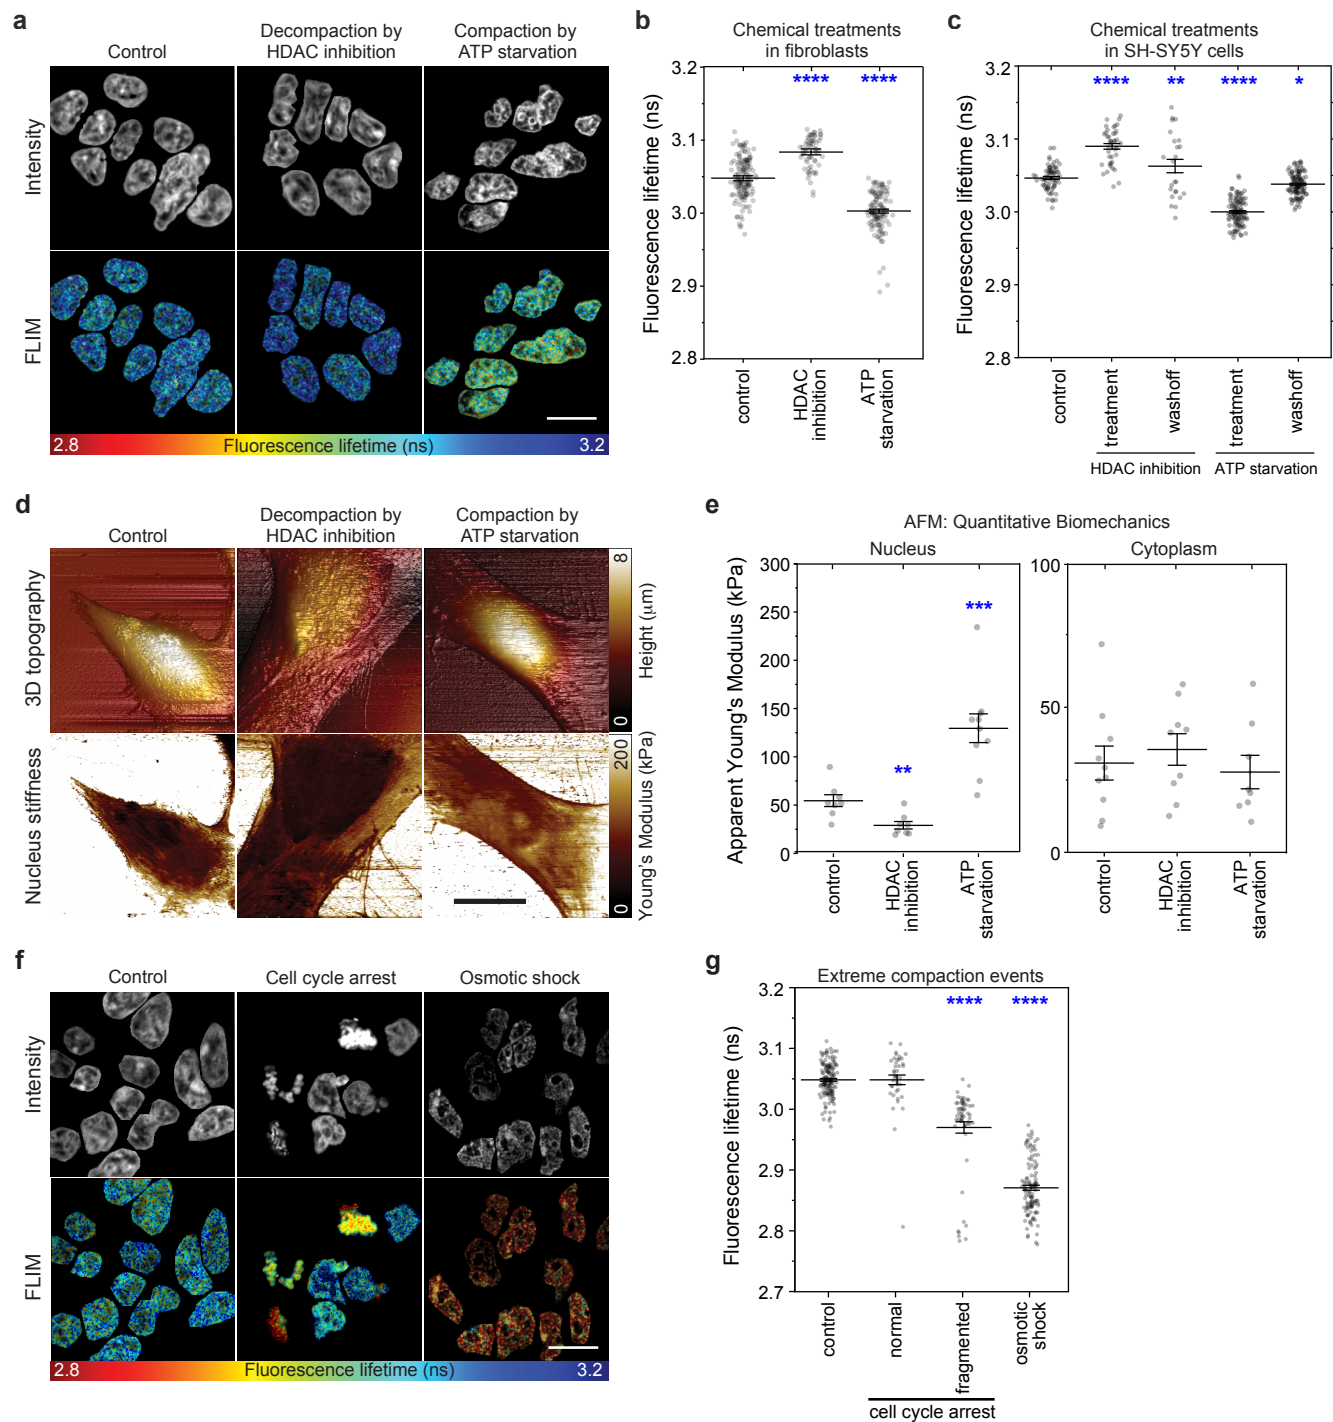 a
Control
Decompaction by
HDAC inhibition
Compaction by
ATP starvation
Intensity
FLIM
2.8 Fluorescence lifetime (ns) 3.2
b
Chemical treatments
in fibroblasts
Fluorescence lifetime (ns)
3.2
3.1
3.0
2.9
2.8
**** ****
control
HDAC
inhibition
ATP
starvation
c
Chemical treatments
in SH-SY5Y cells
Fluorescence lifetime (ns)
3.2
3.1
3.0
2.9
2.8
**** ** **** *
control
treatment
washoff
treatment
washoff
HDAC inhibition
ATP starvation
d
Control
Decompaction by
HDAC inhibition
Compaction by
ATP starvation
3D topography
Nucleus stiffness
8
0
Height (μm)
200
0
Young's Modulus (kPa)
e
AFM: Quantitative Biomechanics
Nucleus
Cytoplasm
Apparent Young's Modulus (kPa)
300
250
200
150
100
50
0
**
***
control
HDAC
inhibition
ATP
starvation
100
50
0
control
HDAC
inhibition
ATP
starvation
f
Control
Cell cycle arrest
Osmotic shock
Intensity
FLIM
2.8 Fluorescence lifetime (ns) 3.2
g
Extreme compaction events
Fluorescence lifetime (ns)
3.2
3.1
3.0
2.9
2.8
2.7
**** ****
control
normal
fragmented
osmotic
shock
cell cycle arrest